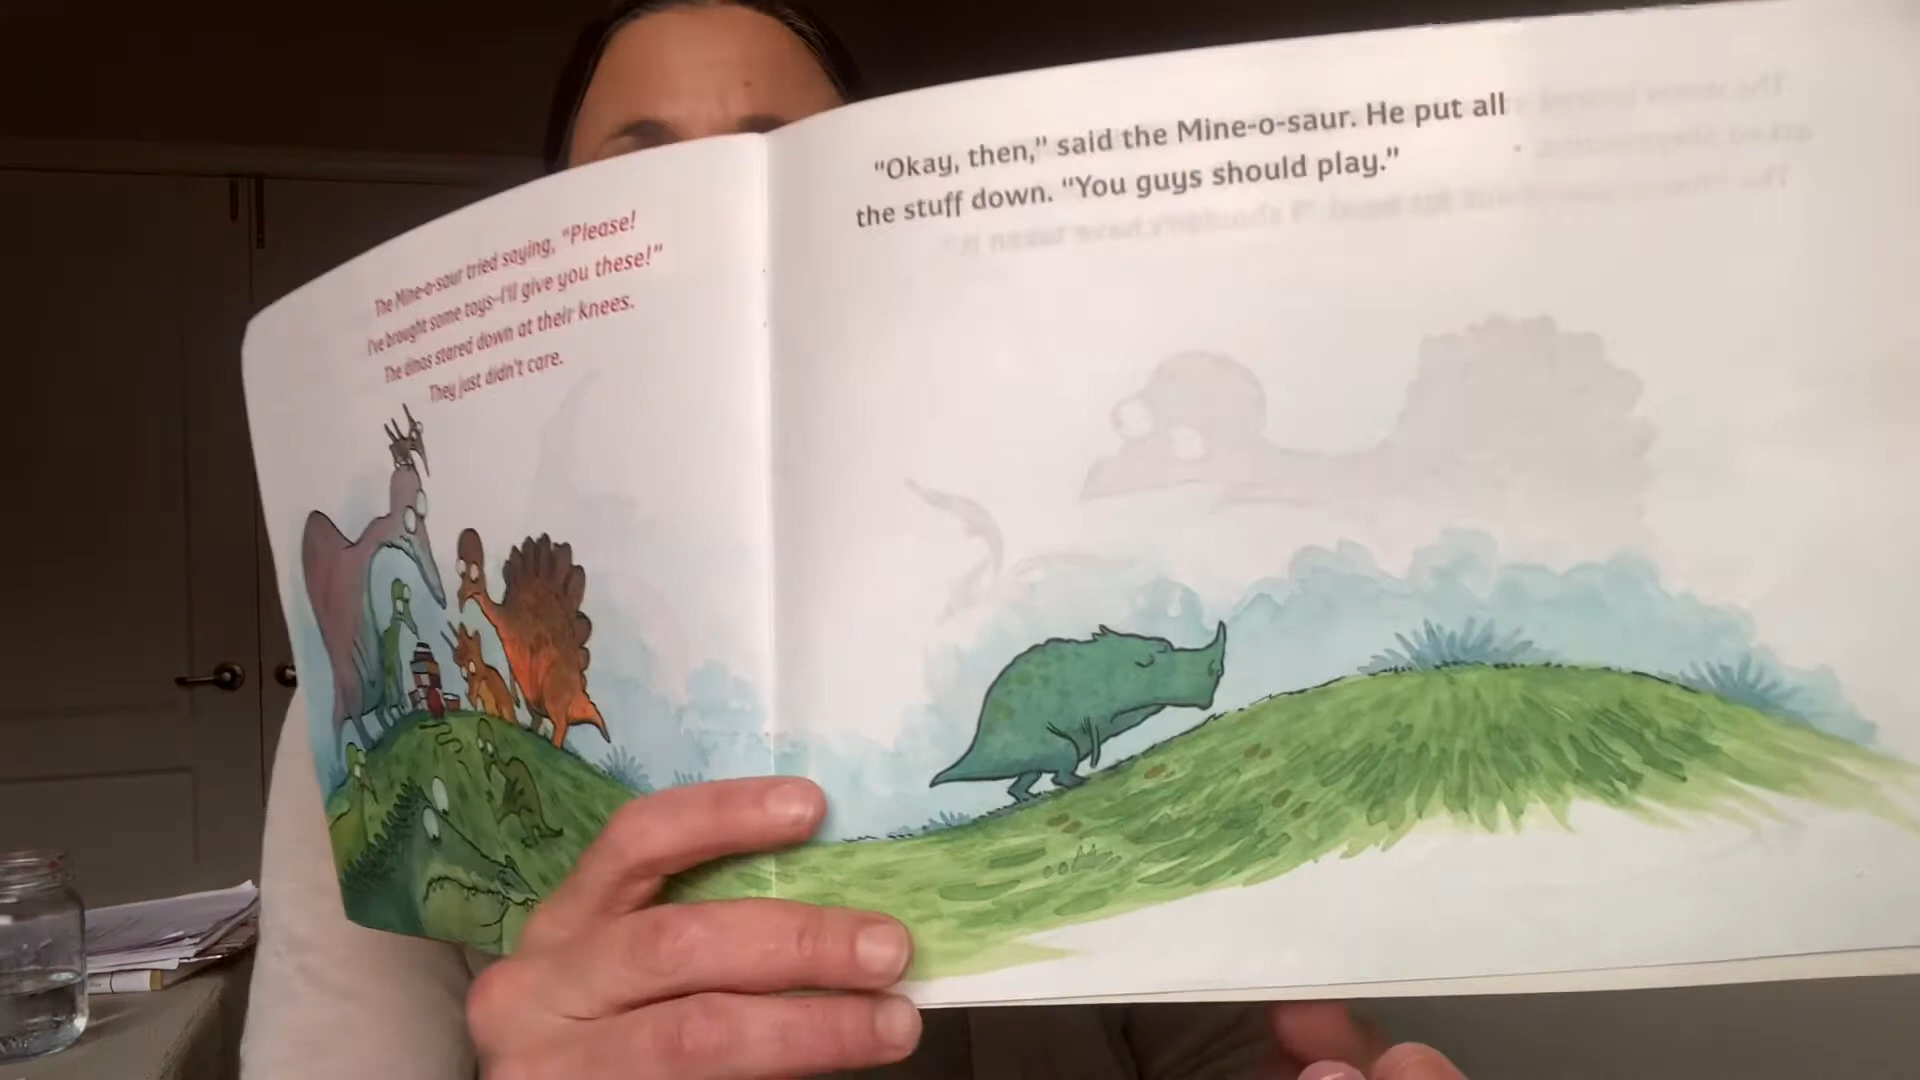 The Mine-o-saur tried saying, “Please!
I’ve brought some toys–I’ll give you these!”
The dinos stared down at their knees.
They just didn’t care.
“Okay, then,” said the Mine-o-saur. He put all
the stuff down. “You guys should play.”